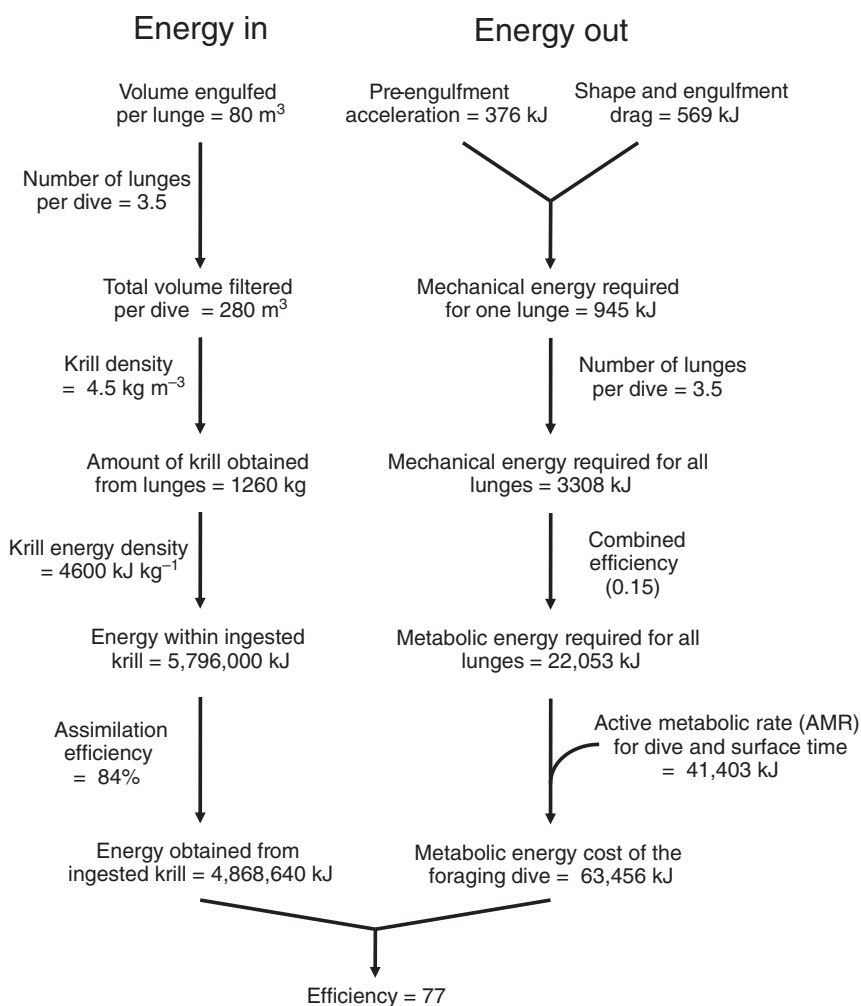 Energy in
Energy out
Volume engulfed
per lunge = 80 m³
Pre-engulfment
acceleration = 376 kJ
Shape and engulfment
drag = 569 kJ
Number of lunges
per dive = 3.5
Total volume filtered
per dive = 280 m³
Mechanical energy required
for one lunge = 945 kJ
Krill density
= 4.5 kg m⁻³
Number of lunges
per dive = 3.5
Amount of krill obtained
from lunges = 1260 kg
Mechanical energy required for all
lunges = 3308 kJ
Krill energy density
= 4600 kJ kg⁻¹
Combined
efficiency
(0.15)
Energy within ingested
krill = 5,796,000 kJ
Metabolic energy required for all
lunges = 22,053 kJ
Assimilation
efficiency
= 84%
Active metabolic rate (AMR)
for dive and surface time
= 41,403 kJ
Energy obtained from
ingested krill = 4,868,640 kJ
Metabolic energy cost of the
foraging dive = 63,456 kJ
Efficiency = 77